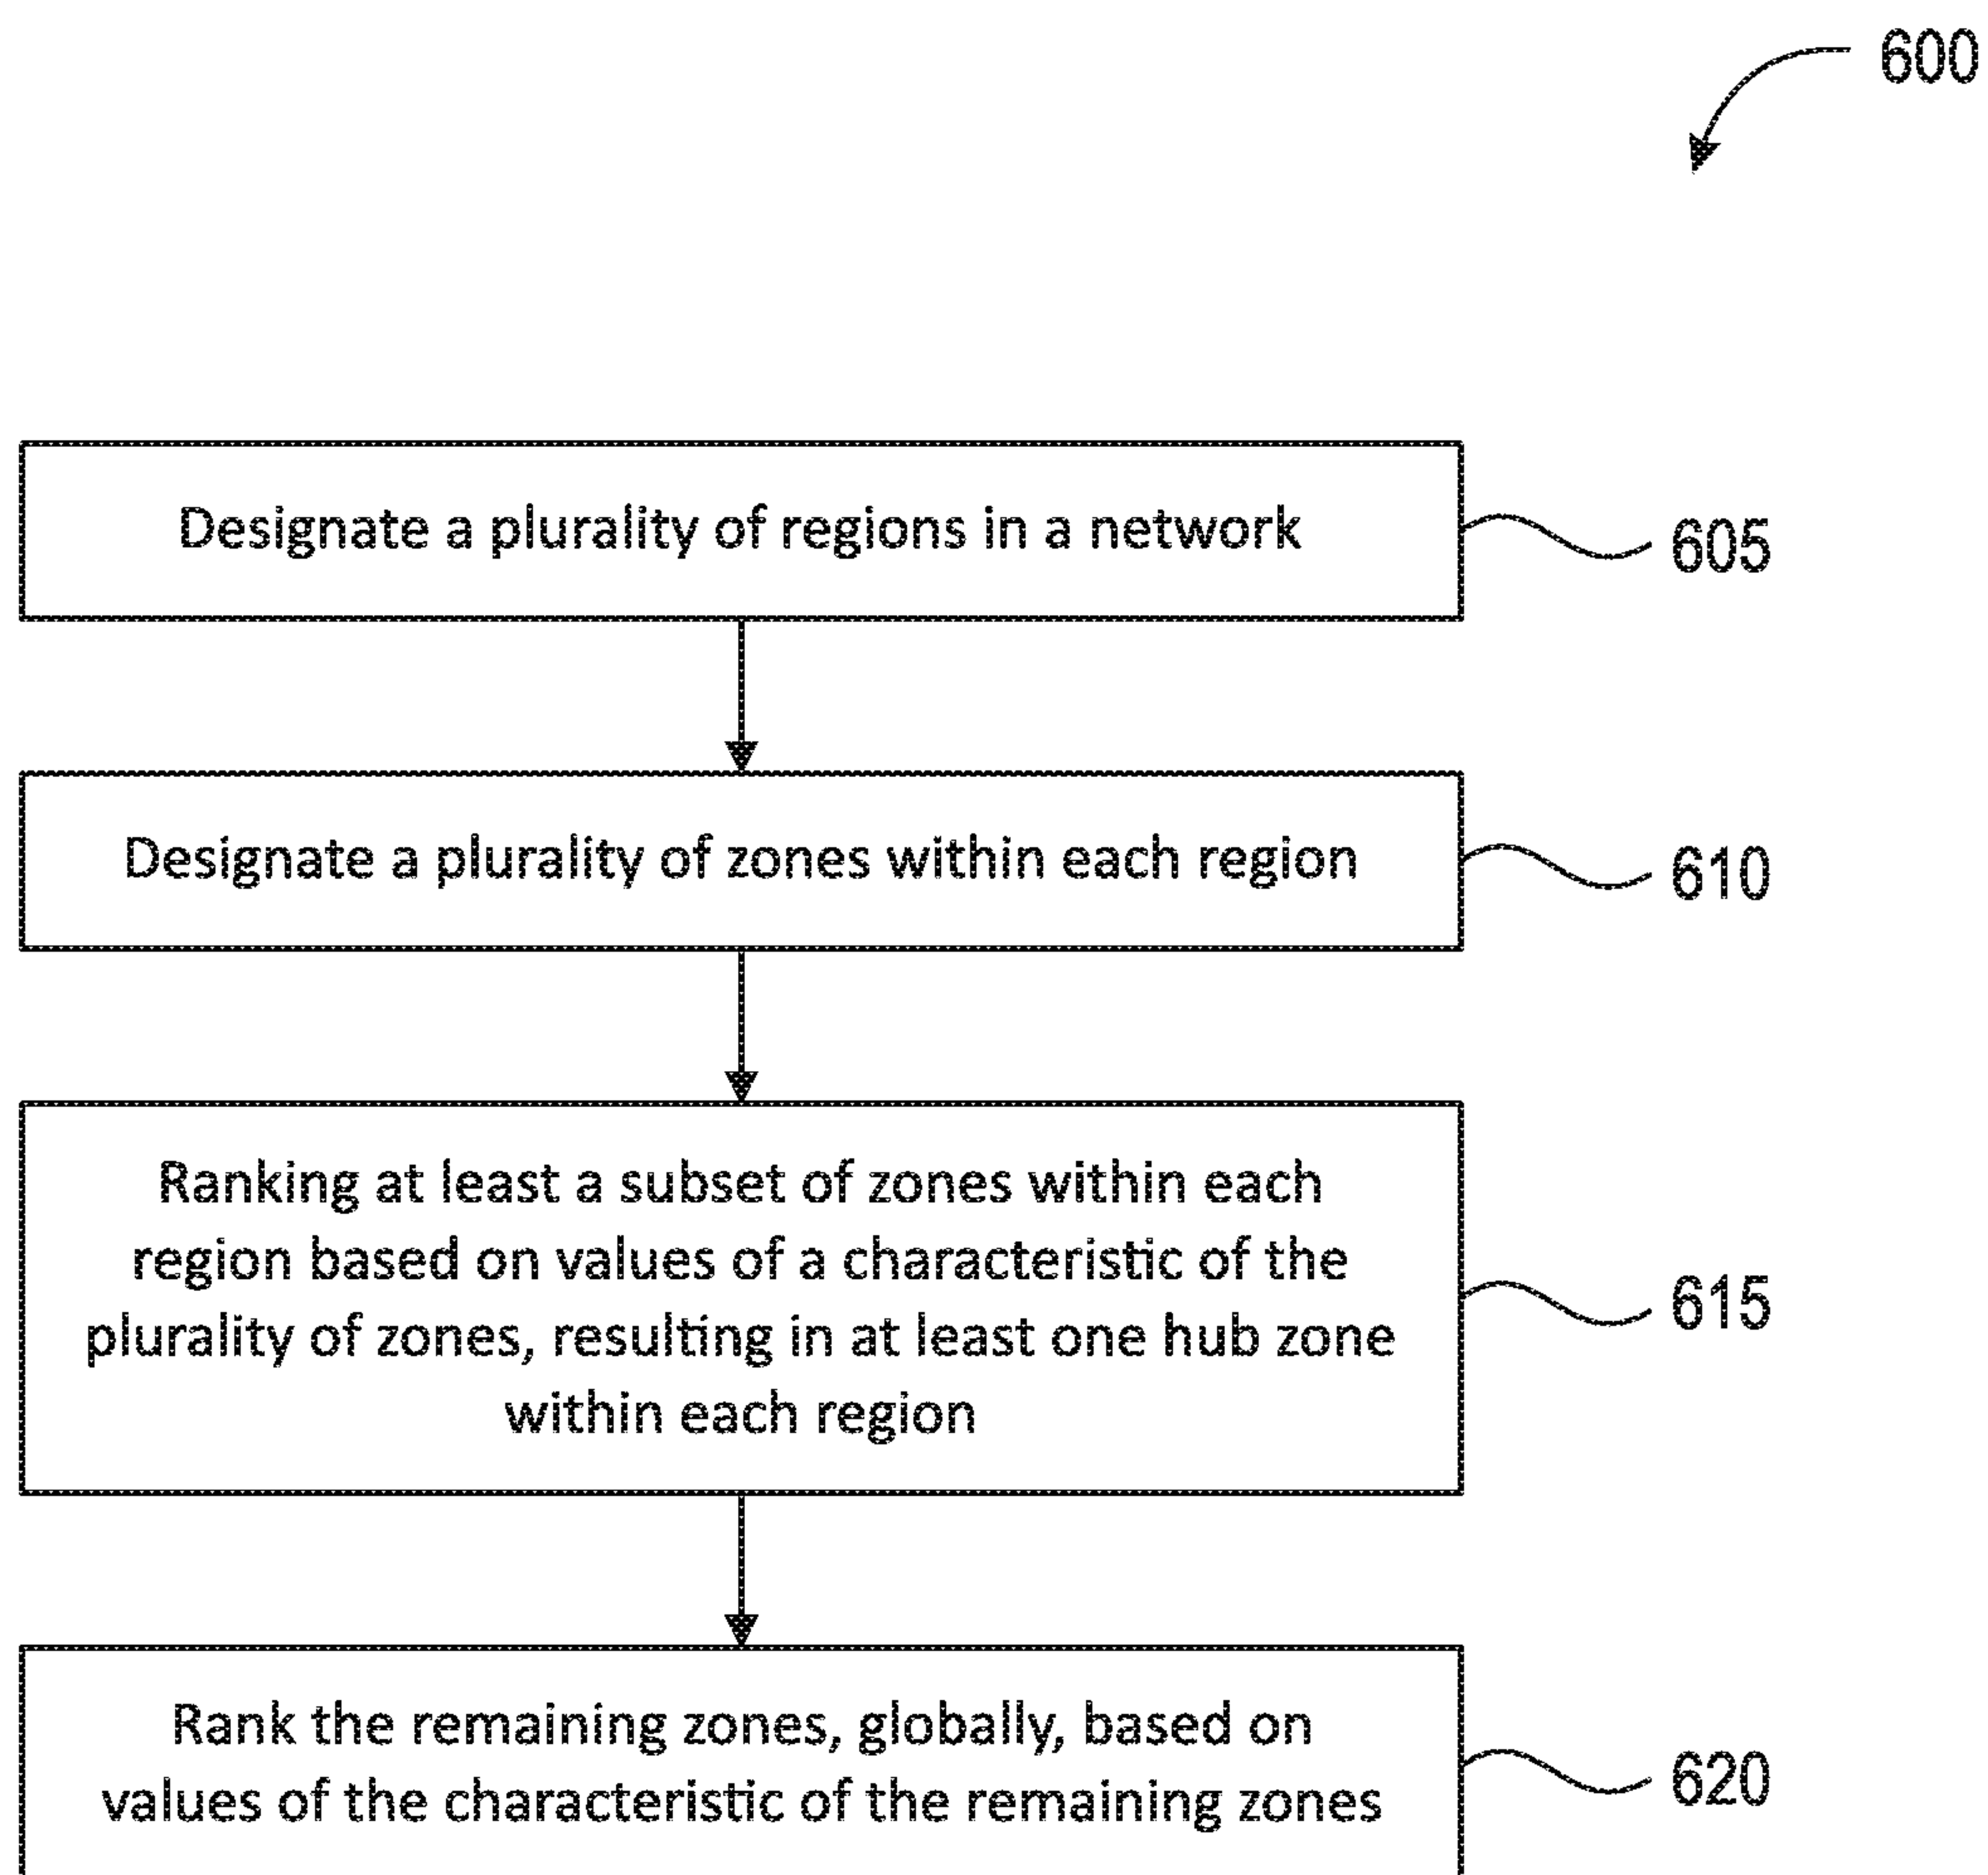 600
Designate a plurality of regions in a network
605
Designate a plurality of zones within each region
610
Ranking at least a subset of zones within each
region based on values of a characteristic of the
plurality of zones, resulting in at least one hub zone
within each region
615
Rank the remaining zones, globally, based on
values of the characteristic of the remaining zones
620